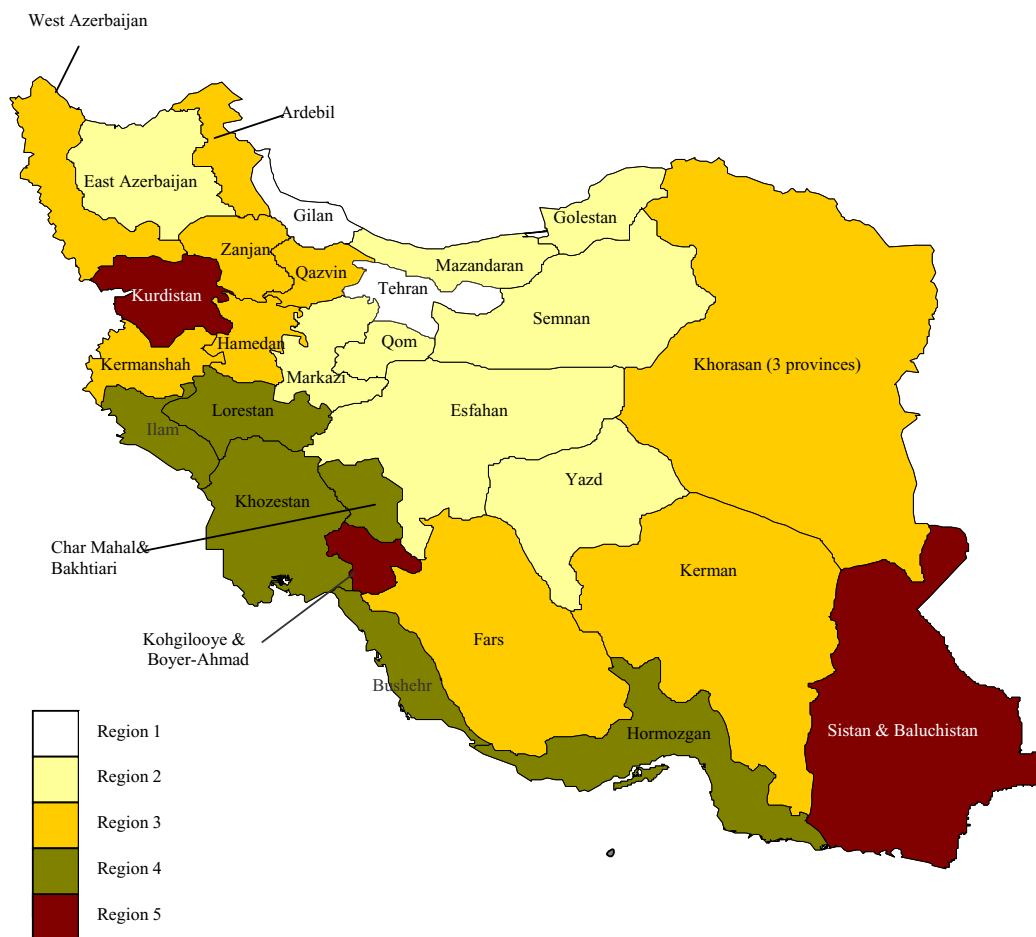 West Azerbaijan
Ardebil
East Azerbaijan
Gilan
Golestan
Zanjan
Qazvin
Mazandaran
Tehran
Kurdistan
Semnan
Hamedan
Qom
Kermanshah
Khorasan (3 provinces)
Markazi
Lorestan
Esfahan
Ilam
Yazd
Khozestan
Char Mahal&
Bakhtiari
Kerman
Kohgilooye &
Boyer-Ahmad
Fars
Bushehr
Sistan & Baluchistan
Hormozgan
Region 1
Region 2
Region 3
Region 4
Region 5